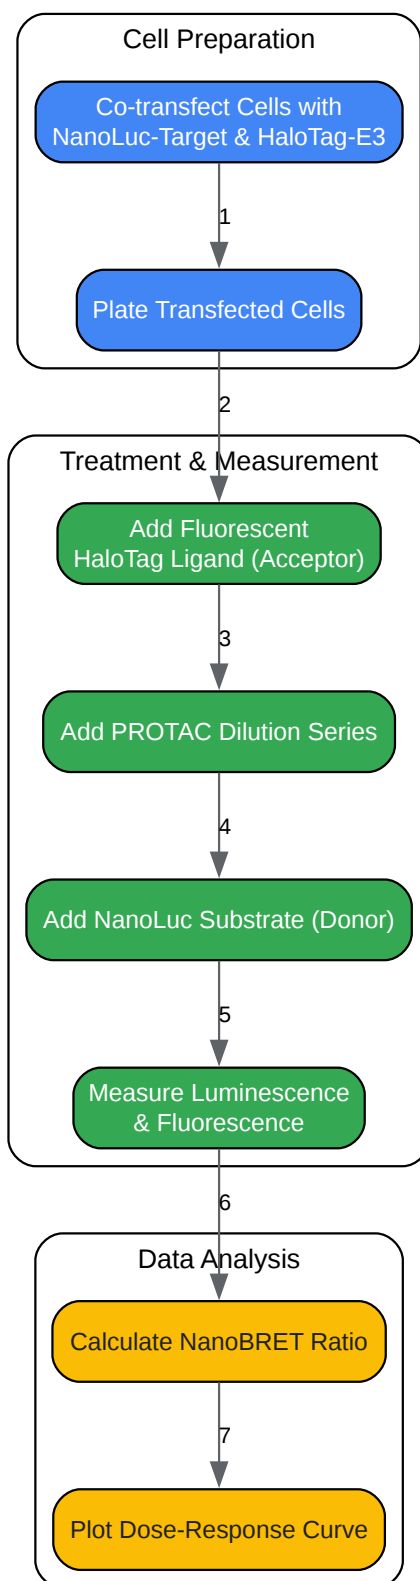 Cell Preparation
Co-transfect Cells with
NanoLuc-Target & HaloTag-E3
1
Plate Transfected Cells
2
Treatment & Measurement
Add Fluorescent
HaloTag Ligand (Acceptor)
3
Add PROTAC Dilution Series
4
Add NanoLuc Substrate (Donor)
5
Measure Luminescence
& Fluorescence
6
Data Analysis
Calculate NanoBRET Ratio
7
Plot Dose-Response Curve